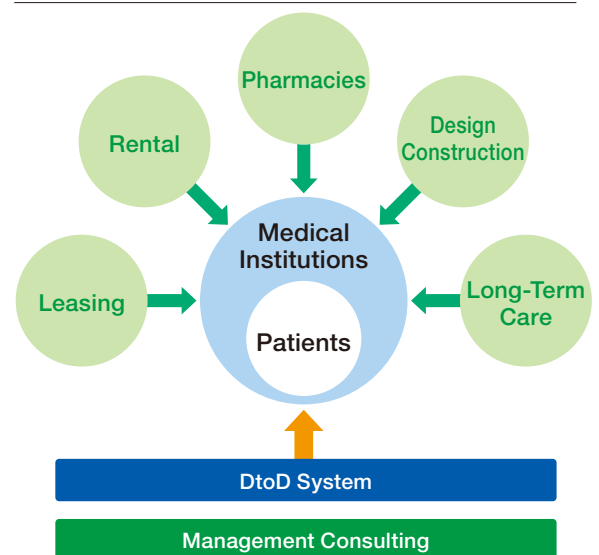 Pharmacies
Rental
Design
Construction
Medical
Institutions
Leasing
Long-Term
Care
Patients
DtoD System
Management Consulting